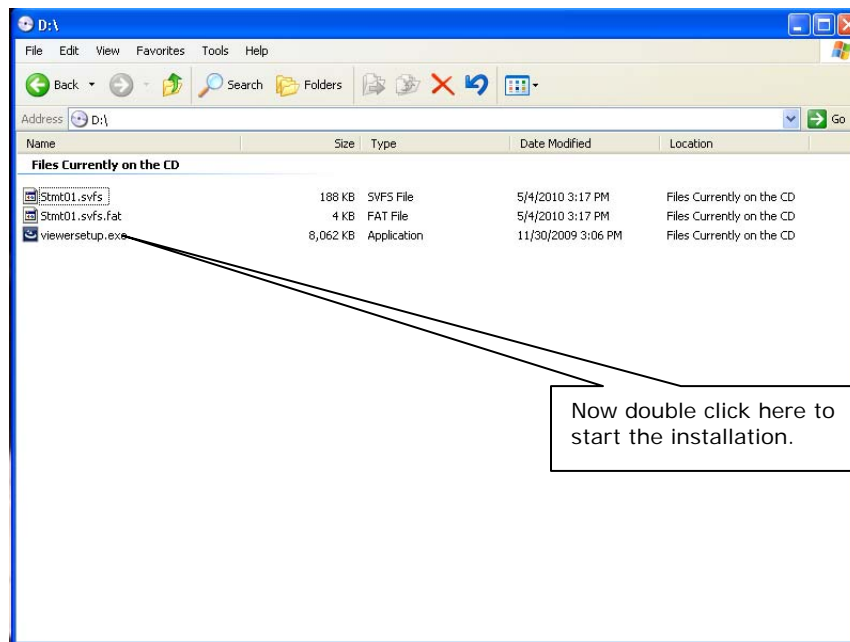 D:\
File Edit View Favorites Tools Help
Back Search Folders
Address D:\ Go
Name Size Type Date Modified Location
Files Currently on the CD
Stmt01.svfs 188 KB SVFS File 5/4/2010 3:17 PM Files Currently on the CD
Stmt01.svfs.fat 4 KB FAT File 5/4/2010 3:17 PM Files Currently on the CD
viewersetup.exe 8,062 KB Application 11/30/2009 3:06 PM Files Currently on the CD
Now double click here to
start the installation.